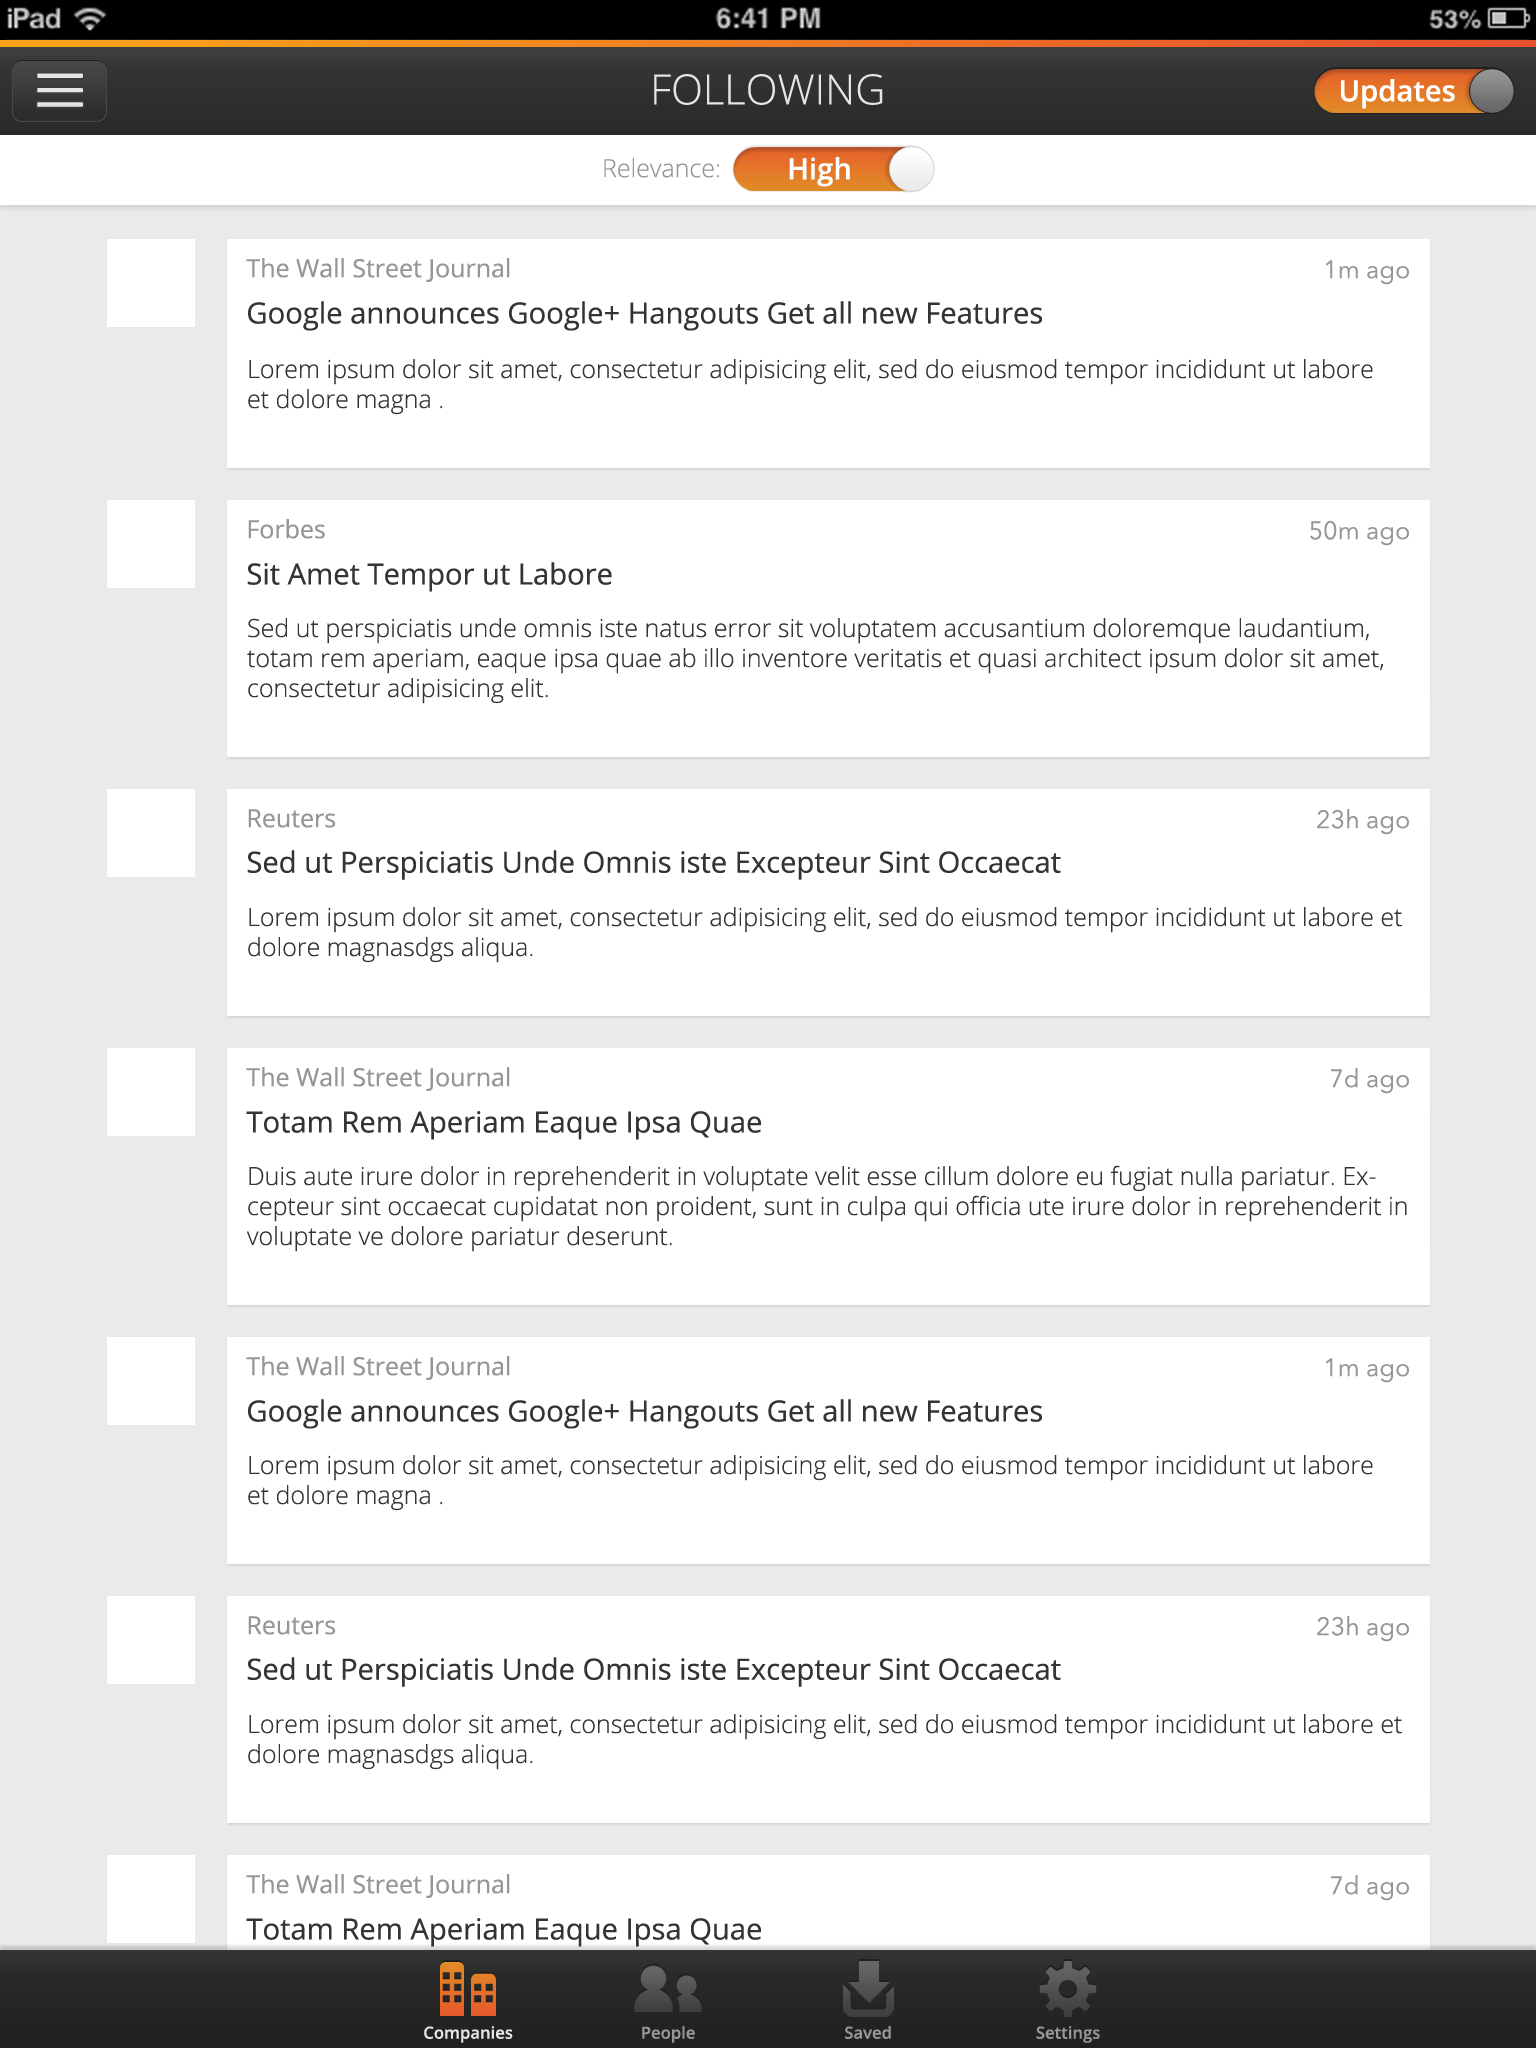 iPad
6:41 PM
53%
FOLLOWING
Updates
Relevance:
High
The Wall Street Journal
1m ago
Google announces Google+ Hangouts Get all new Features
Lorem ipsum dolor sit amet, consectetur adipisicing elit, sed do eiusmod tempor incididunt ut labore
et dolore magna .
Forbes
50m ago
Sit Amet Tempor ut Labore
Sed ut perspiciatis unde omnis iste natus error sit voluptatem accusantium doloremque laudantium,
totam rem aperiam, eaque ipsa quae ab illo inventore veritatis et quasi architect ipsum dolor sit amet,
consectetur adipisicing elit.
Reuters
23h ago
Sed ut Perspiciatis Unde Omnis iste Excepteur Sint Occaecat
Lorem ipsum dolor sit amet, consectetur adipisicing elit, sed do eiusmod tempor incididunt ut labore et
dolore magnasdgs aliqua.
The Wall Street Journal
7d ago
Totam Rem Aperiam Eaque Ipsa Quae
Duis aute irure dolor in reprehenderit in voluptate velit esse cillum dolore eu fugiat nulla pariatur. Ex-
cepteur sint occaecat cupidatat non proident, sunt in culpa qui officia ute irure dolor in reprehenderit in
voluptate ve dolore pariatur deserunt.
The Wall Street Journal
1m ago
Google announces Google+ Hangouts Get all new Features
Lorem ipsum dolor sit amet, consectetur adipisicing elit, sed do eiusmod tempor incididunt ut labore
et dolore magna .
Reuters
23h ago
Sed ut Perspiciatis Unde Omnis iste Excepteur Sint Occaecat
Lorem ipsum dolor sit amet, consectetur adipisicing elit, sed do eiusmod tempor incididunt ut labore et
dolore magnasdgs aliqua.
The Wall Street Journal
7d ago
Totam Rem Aperiam Eaque Ipsa Quae
Companies
People
Saved
Settings